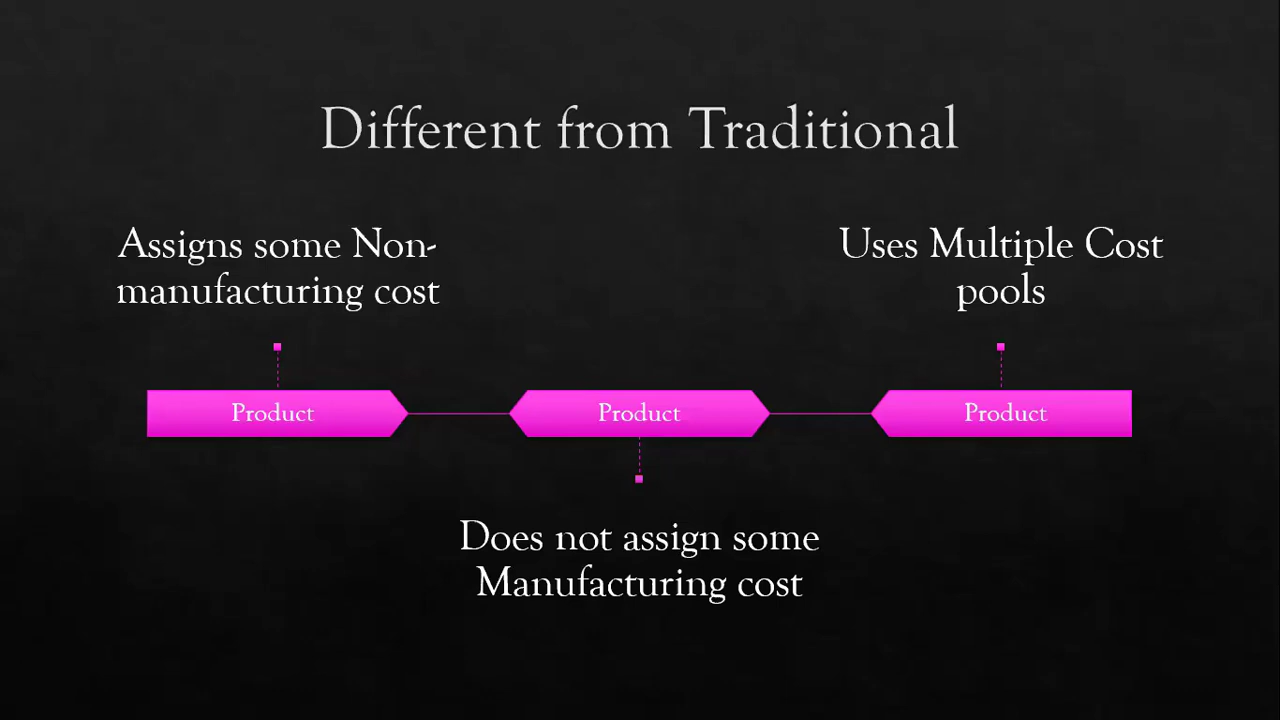 Different from Traditional
Assigns some Non-
manufacturing cost
Uses Multiple Cost
pools
Product
Product
Product
Does not assign some
Manufacturing cost